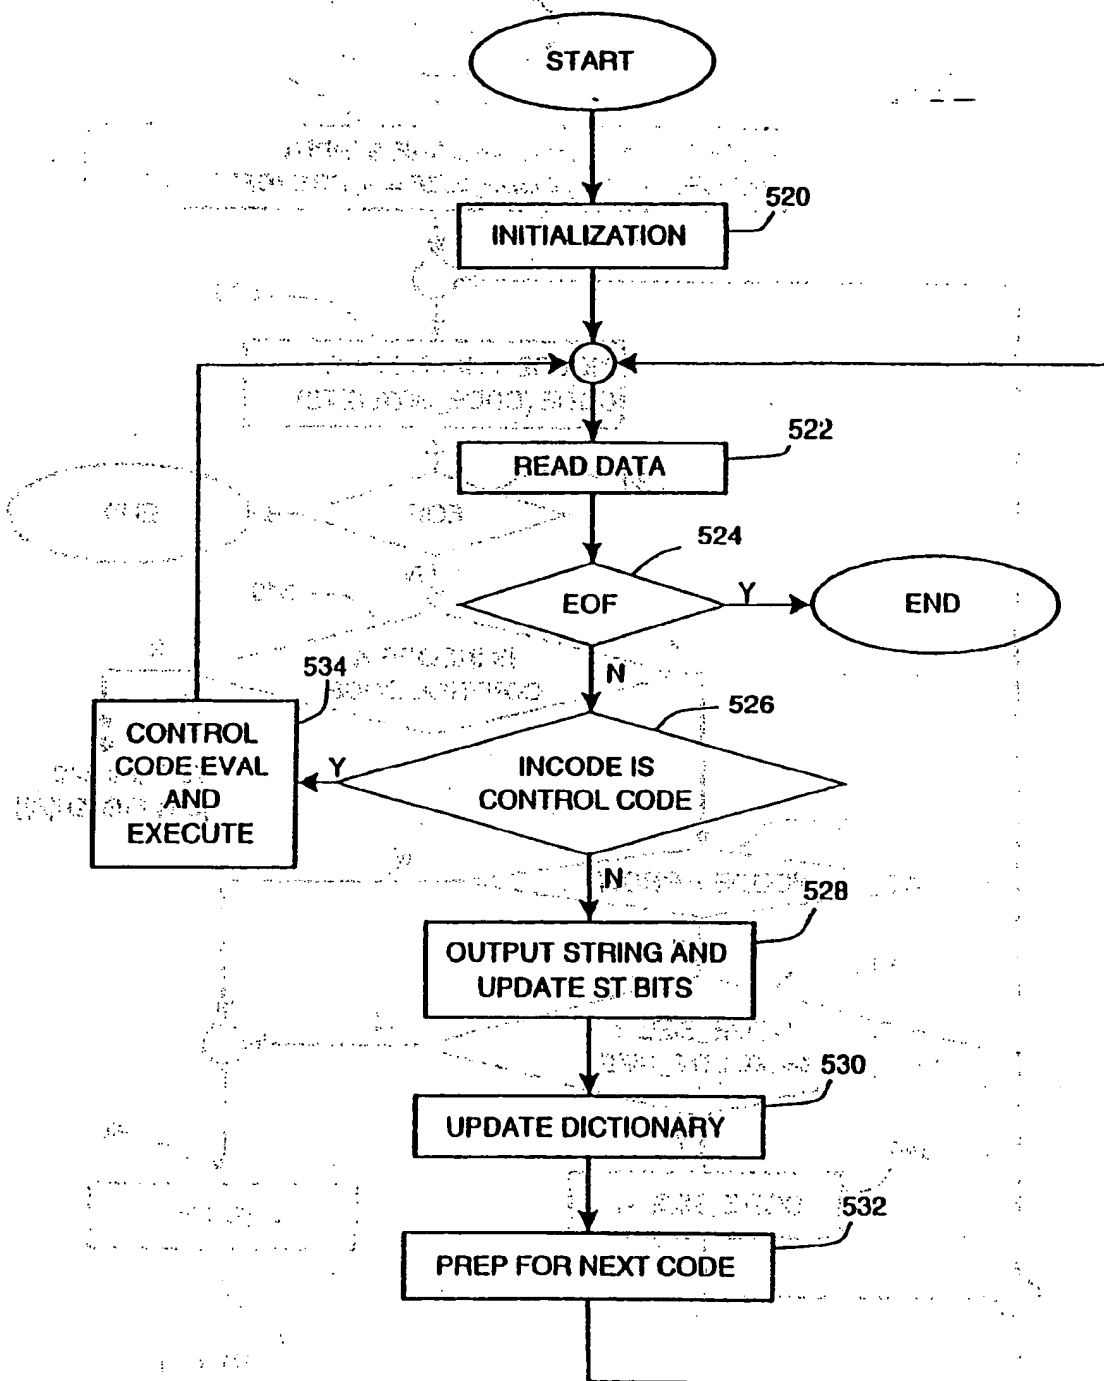 START
520
INITIALIZATION
522
READ DATA
524
EOF
Y
END
N
534
526
CONTROL
CODE EVAL
AND
EXECUTE
Y
INCODE IS
CONTROL CODE
N
528
OUTPUT STRING AND
UPDATE ST BITS
530
UPDATE DICTIONARY
532
PREP FOR NEXT CODE